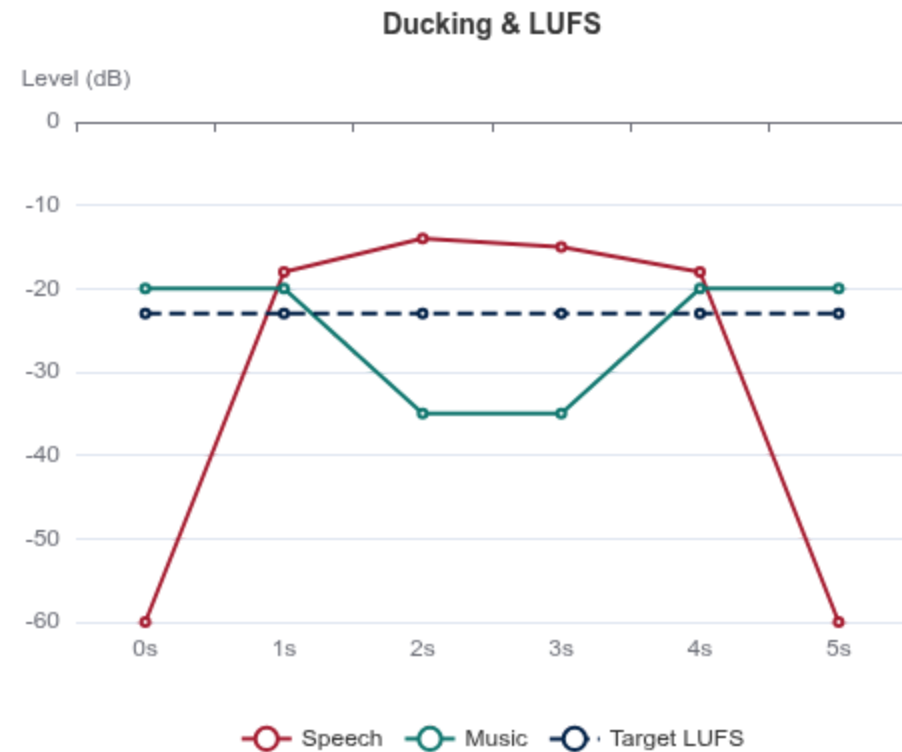 Ducking & LUFS
Level (dB)
0
-10
-20
-30
-40
-50
-60
0s 1s 2s 3s 4s 5s
Speech Music Target LUFS